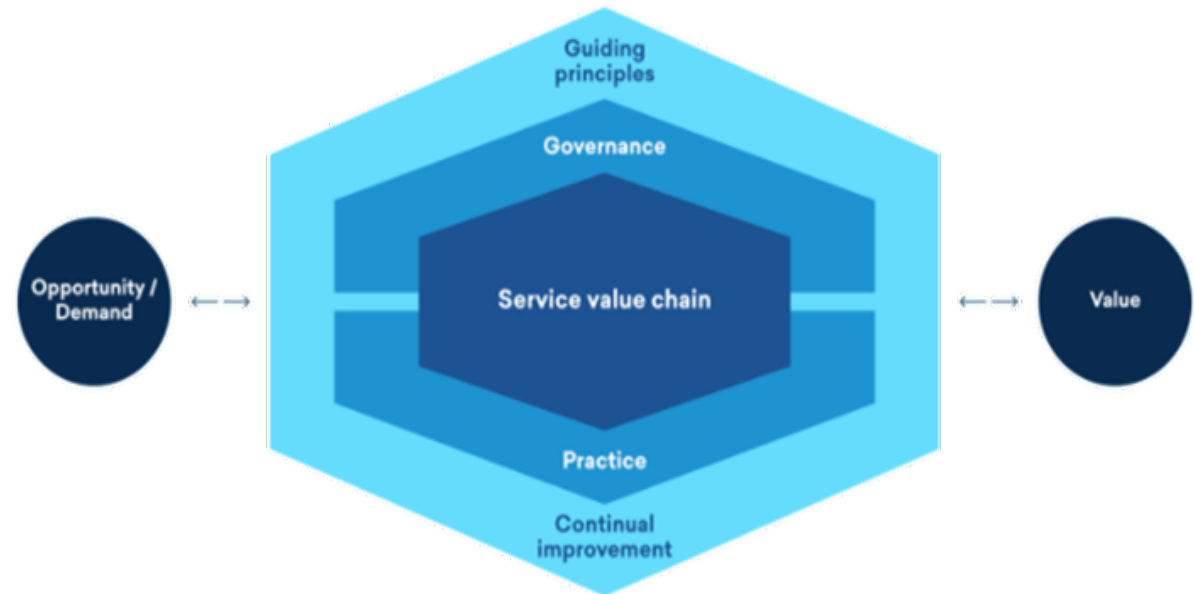 Guiding
principles
Governance
Opportunity /
Demand
Service value chain
Value
Practice
Continual
improvement